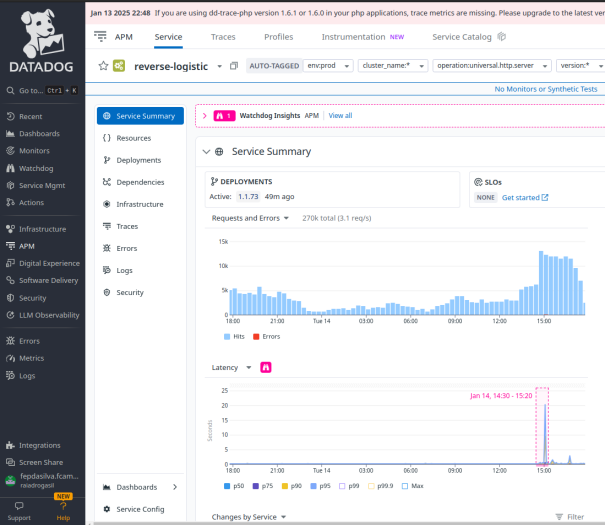 Jan 13 2025 22:48 If you are using dd-trace-php version 1.6.1 or 1.6.0 in your php applications, trace metrics are missing. Please upgrade to the latest ver
DATADOG
Go to... Ctrl + K
Recent
Dashboards
Monitors
Watchdog
Service Mgmt
Actions
Infrastructure
APM
Digital Experience
Software Delivery
Security
LLM Observability
Errors
Metrics
Logs
Integrations
Screen Share
fepdasilva.fcam...
raiadrogasil
NEW
Support Help
APM Service Traces Profiles Instrumentation NEW Service Catalog
reverse-logistic AUTO-TAGGED env:prod cluster_name:* operation:universal.http.server version:*
No Monitors or Synthetic Tests
Service Summary
Resources
Deployments
Dependencies
Infrastructure
Traces
Errors
Logs
Security
Dashboards
Service Config
1 Watchdog Insights APM View all
Service Summary
DEPLOYMENTS
Active: 1.1.73 49m ago
SLOs
NONE Get started
Requests and Errors 270k total (3.1 req/s)
15k
10k
5k
0
18:00 21:00 Tue 14 03:00 06:00 09:00 12:00 15:00
Hits Errors
Latency
Jan 14, 14:30 - 15:20
Seconds
25
20
15
10
5
0
18:00 21:00 Tue 14 03:00 06:00 09:00 12:00 15:00
p50 p75 p90 p95 p99 p99.9 Max
Changes by Service Filter